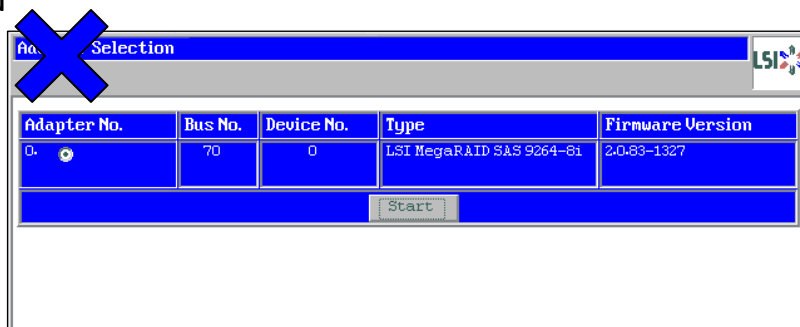 Selection
LSI
Adapter No. Bus No. Device No. Type Firmware Version
0. 70 0 LSI MegaRAID SAS 9264-8i 2.0.83-1327
Start